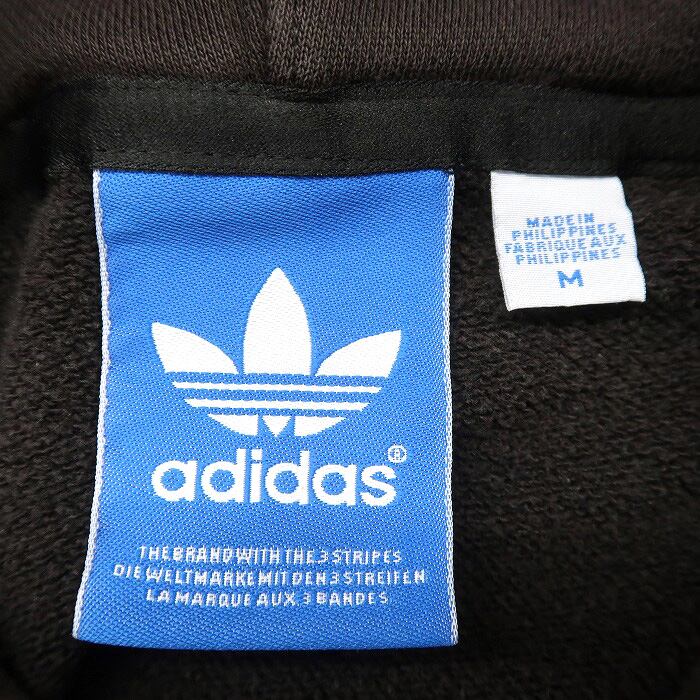 adidas®
THE BRAND WITH THE 3 STRIPES
DIE WELTMARKE MIT DEN 3 STREIFEN
LA MARQUE AUX 3 BANDES
MADE IN
PHILIPPINES
FABRIQUE AUX
PHILIPPINES
M